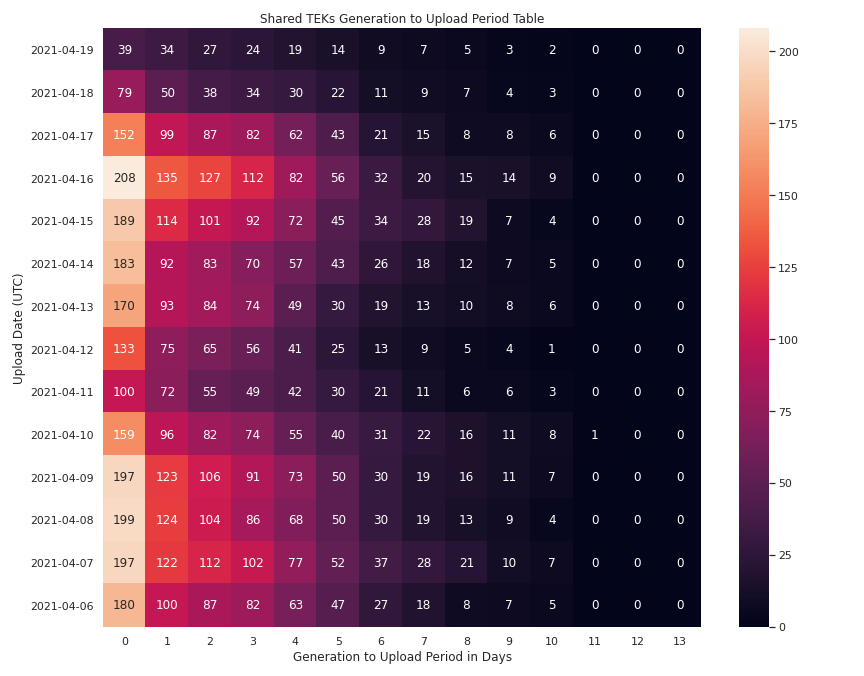 Shared TEKs Generation to Upload Period Table
Upload Date (UTC)
2021-04-19 39 34 27 24 19 14 9 7 5 3 2 0 0 0
2021-04-18 79 50 38 34 30 22 11 9 7 4 3 0 0 0
2021-04-17 152 99 87 82 62 43 21 15 8 8 6 0 0 0
2021-04-16 208 135 127 112 82 56 32 20 15 14 9 0 0 0
2021-04-15 189 114 101 92 72 45 34 28 19 7 4 0 0 0
2021-04-14 183 92 83 70 57 43 26 18 12 7 5 0 0 0
2021-04-13 170 93 84 74 49 30 19 13 10 8 6 0 0 0
2021-04-12 133 75 65 56 41 25 13 9 5 4 1 0 0 0
2021-04-11 100 72 55 49 42 30 21 11 6 6 3 0 0 0
2021-04-10 159 96 82 74 55 40 31 22 16 11 8 1 0 0
2021-04-09 197 123 106 91 73 50 30 19 16 11 7 0 0 0
2021-04-08 199 124 104 86 68 50 30 19 13 9 4 0 0 0
2021-04-07 197 122 112 102 77 52 37 28 21 10 7 0 0 0
2021-04-06 180 100 87 82 63 47 27 18 8 7 5 0 0 0
0 1 2 3 4 5 6 7 8 9 10 11 12 13
Generation to Upload Period in Days
200
175
150
125
100
75
50
25
0